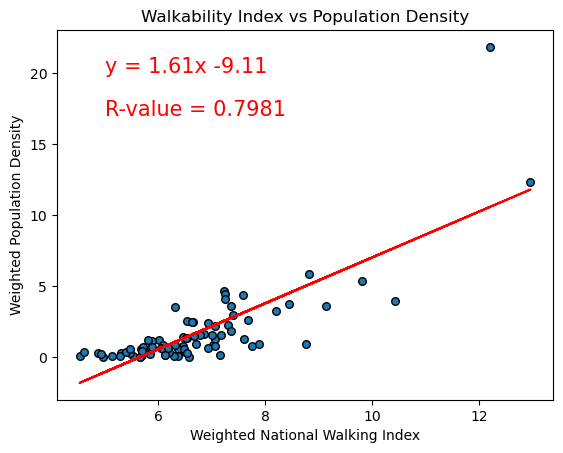 Walkability Index vs Population Density
y = 1.61x -9.11
R-value = 0.7981
Weighted Population Density
20
15
10
5
0
6 8 10 12
Weighted National Walking Index